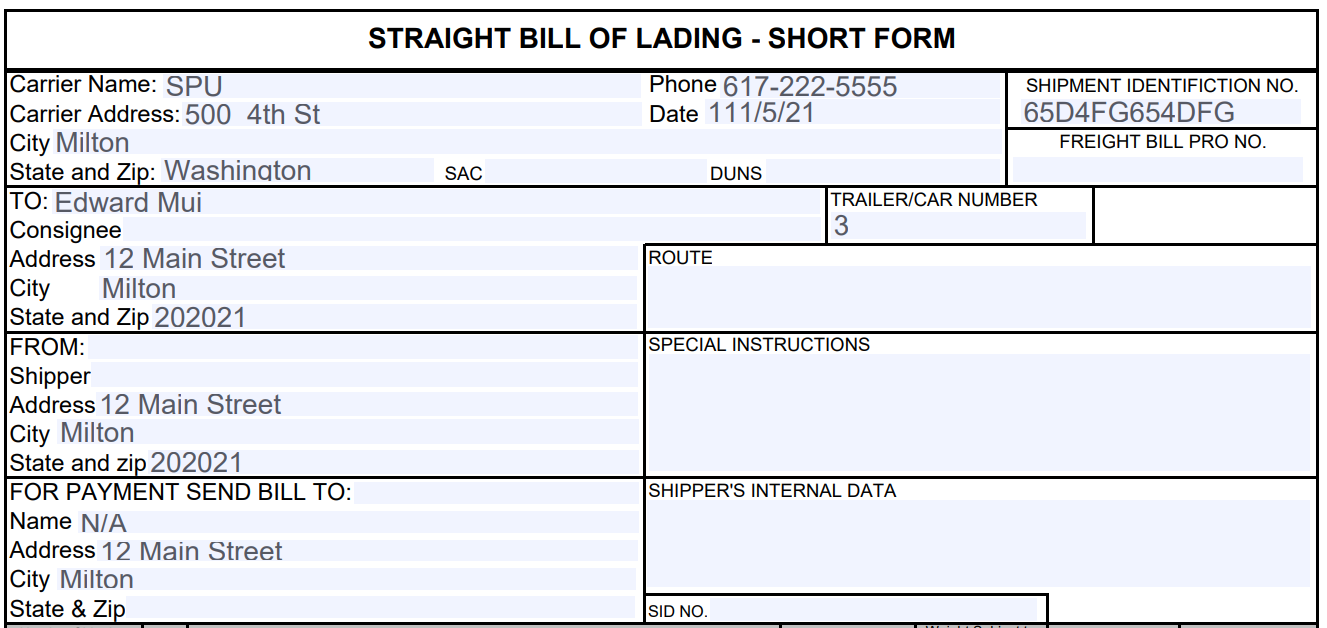 STRAIGHT BILL OF LADING - SHORT FORM
Carrier Name: SPU
Phone 617-222-5555
SHIPMENT IDENTIFICTION NO.
Carrier Address: 500 4th St
Date 111/5/21
65D4FG654DFG
City Milton
FREIGHT BILL PRO NO.
State and Zip: Washington
SAC
DUNS
TO: Edward Mui
TRAILER/CAR NUMBER
Consignee
3
Address 12 Main Street
ROUTE
City Milton
State and Zip 202021
FROM:
SPECIAL INSTRUCTIONS
Shipper
Address 12 Main Street
City Milton
State and zip 202021
FOR PAYMENT SEND BILL TO:
SHIPPER'S INTERNAL DATA
Name N/A
Address 12 Main Street
City Milton
State & Zip
SID NO.